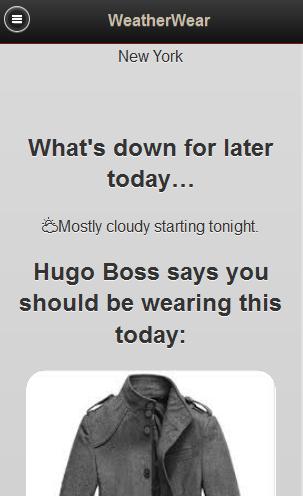 WeatherWear
New York
What's down for later
today...
Mostly cloudy starting tonight.
Hugo Boss says you
should be wearing this
today: